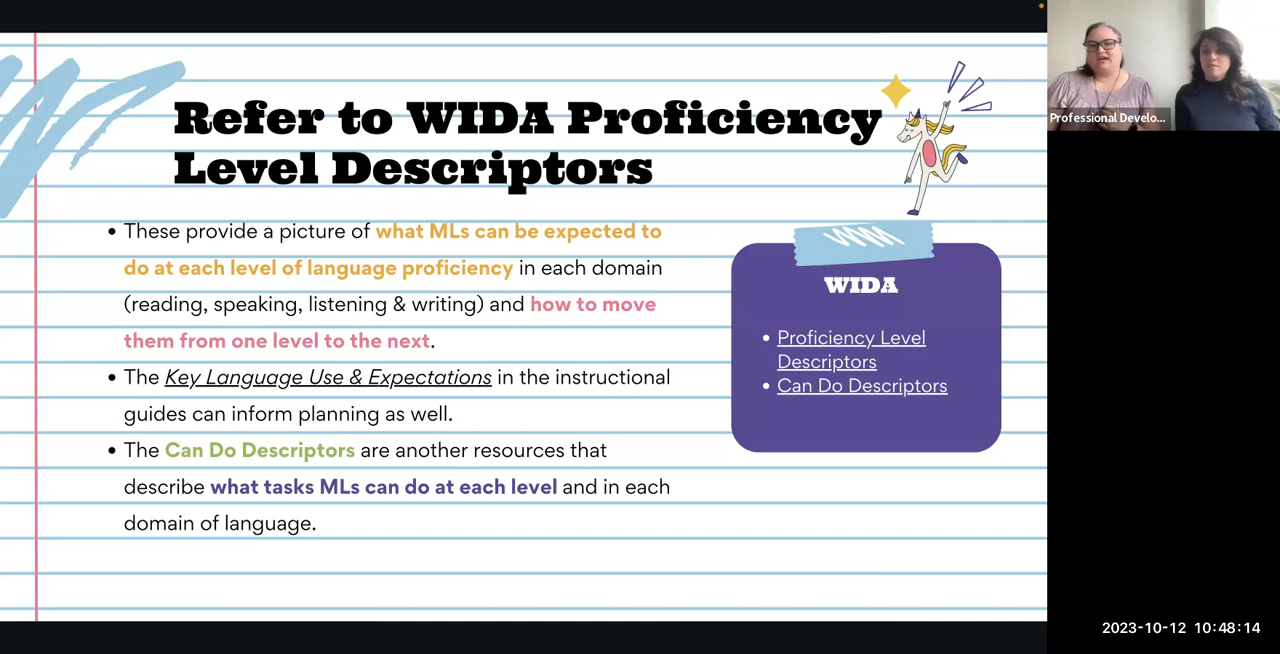 Refer to WIDA Proficiency
Level Descriptors
• These provide a picture of what MLs can be expected to
do at each level of language proficiency in each domain
(reading, speaking, listening & writing) and how to move
them from one level to the next.
• The Key Language Use & Expectations in the instructional
guides can inform planning as well.
• The Can Do Descriptors are another resources that
describe what tasks MLs can do at each level and in each
domain of language.
WIDA
• Proficiency Level
Descriptors
• Can Do Descriptors
Professional Develo...
2023-10-12 10:48:14